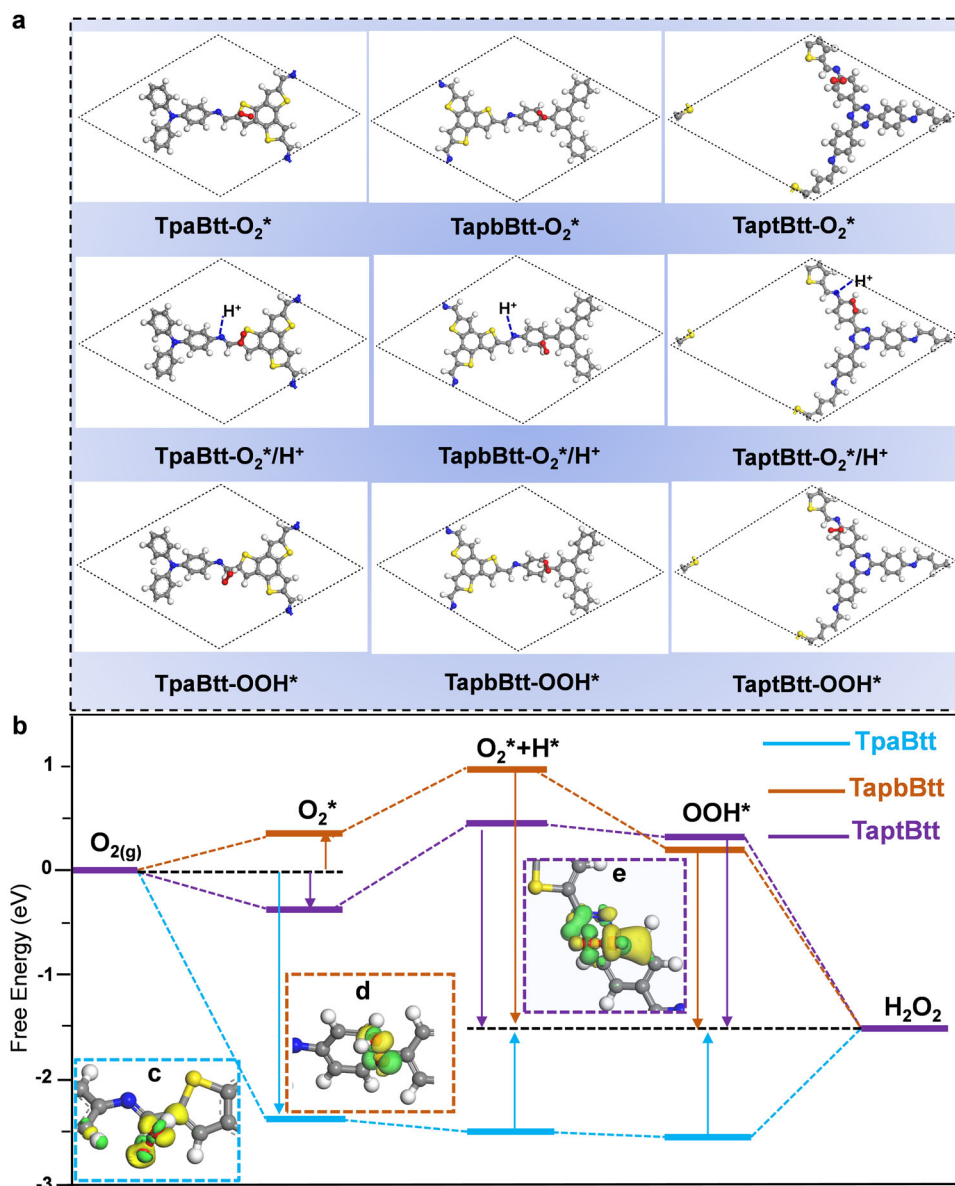 a
TpaBtt-O₂* TapbBtt-O₂* TaptBtt-O₂*
H⁺ H⁺ H⁺
TpaBtt-O₂*/H⁺ TapbBtt-O₂*/H⁺ TaptBtt-O₂*/H⁺
TpaBtt-OOH* TapbBtt-OOH* TaptBtt-OOH*
b
Free Energy (eV)
1
0
-1
-2
-3
O₂(g)
O₂*
O₂*+H*
OOH*
H₂O₂
TpaBtt
TapbBtt
TaptBtt
c
d
e